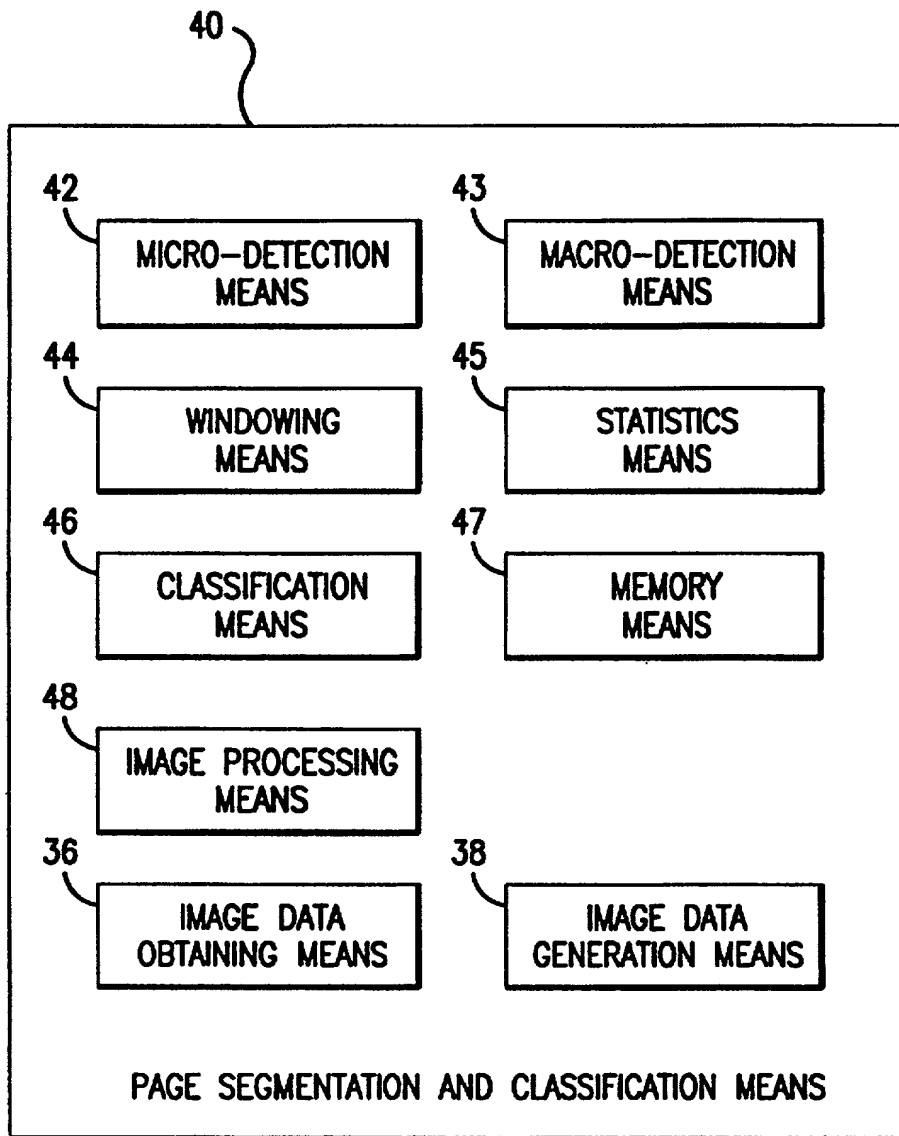 40
42
MICRO-DETECTION
MEANS
43
MACRO-DETECTION
MEANS
44
WINDOWING
MEANS
45
STATISTICS
MEANS
46
CLASSIFICATION
MEANS
47
MEMORY
MEANS
48
IMAGE PROCESSING
MEANS
36
IMAGE DATA
OBTAINING MEANS
38
IMAGE DATA
GENERATION MEANS
PAGE SEGMENTATION AND CLASSIFICATION MEANS